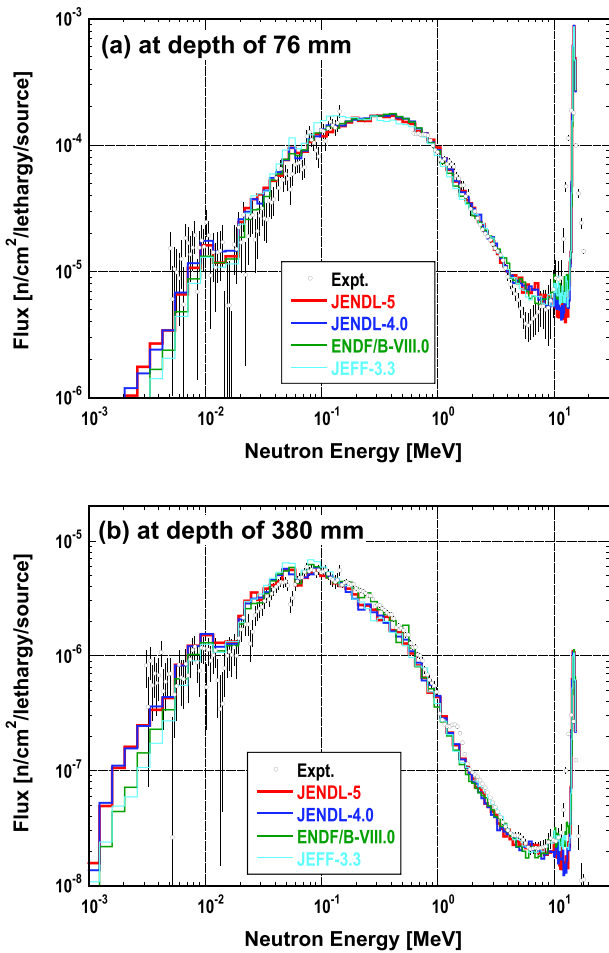 (a) at depth of 76 mm
Flux [n/cm²/lethargy/source]
10⁻³
10⁻⁴
10⁻⁵
10⁻⁶
Expt.
JENDL-5
JENDL-4.0
ENDF/B-VIII.0
JEFF-3.3
10⁻³ 10⁻² 10⁻¹ 10⁰ 10¹
Neutron Energy [MeV]
(b) at depth of 380 mm
Flux [n/cm²/lethargy/source]
10⁻⁵
10⁻⁶
10⁻⁷
10⁻⁸
Expt.
JENDL-5
JENDL-4.0
ENDF/B-VIII.0
JEFF-3.3
10⁻³ 10⁻² 10⁻¹ 10⁰ 10¹
Neutron Energy [MeV]